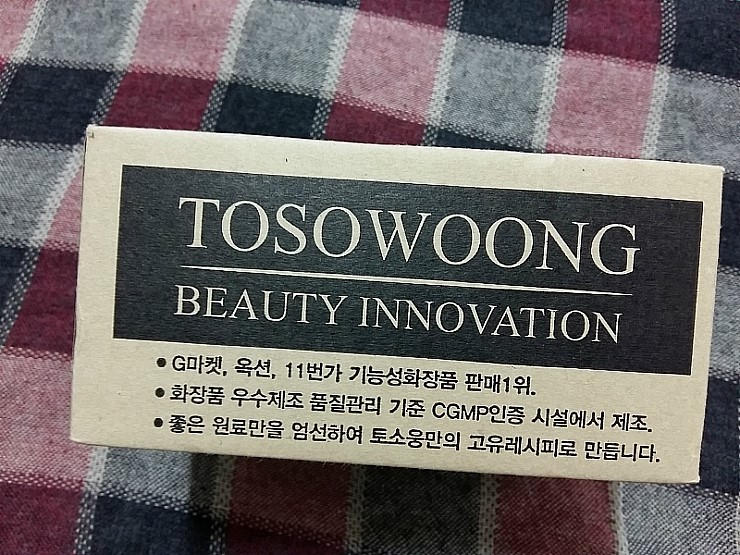 TOSOWOONG
BEAUTY INNOVATION
• G마켓, 옥션, 11번가 기능성화장품 판매1위.
• 화장품 우수제조 품질관리 기준 CGMP인증 시설에서 제조.
• 좋은 원료만을 엄선하여 토소웅만의 고유레시피로 만듭니다.